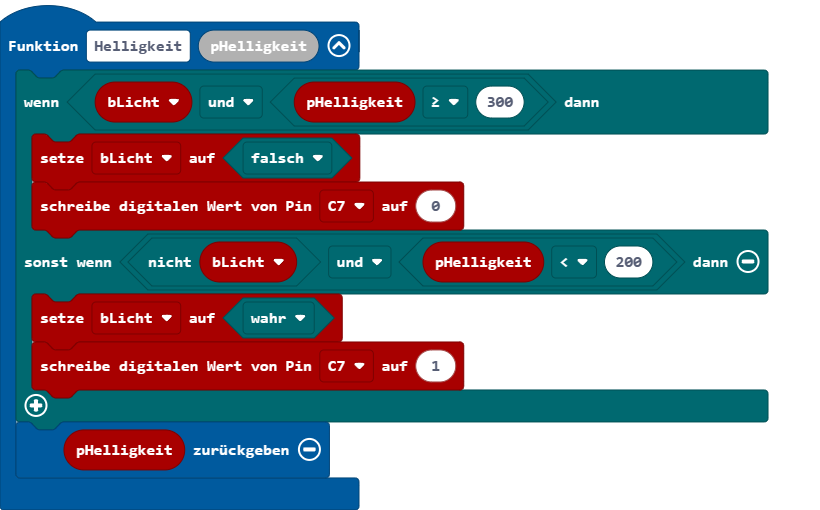 Funktion Helligkeit pHelligkeit
wenn bLicht und pHelligkeit ≥ 300 dann
setze bLicht auf falsch
schreibe digitalen Wert von Pin C7 auf 0
sonst wenn nicht bLicht und pHelligkeit < 200 dann
setze bLicht auf wahr
schreibe digitalen Wert von Pin C7 auf 1
pHelligkeit zurückgeben